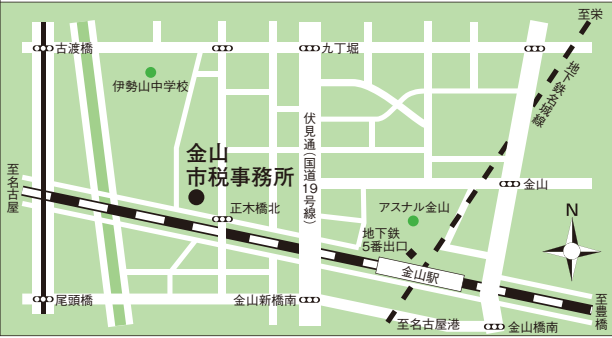 至栄
古渡橋
九丁堀
伊勢山中学校
地下鉄名城線
伏見通(国道19号線)
金山
市税事務所
至名古屋
金山
正木橋北
アスナル金山
地下鉄
5番出口
N
金山駅
尾頭橋
金山新橋南
至豊橋
至名古屋港
金山橋南